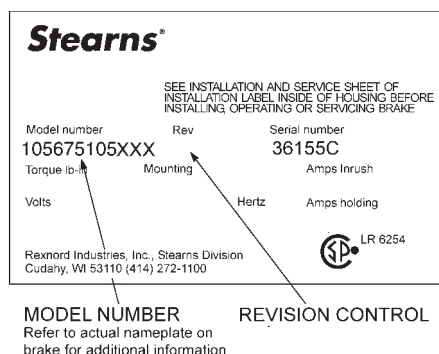 Stearns®
SEE INSTALLATION AND SERVICE SHEET OF
INSTALLATION LABEL INSIDE OF HOUSING BEFORE
INSTALLING, OPERATING OR SERVICING BRAKE
Model number Rev Serial number
105675105XXX 36155C
Torque lb-in Mounting Amps Inrush
Volts Hertz Amps holding
LR 6254
SP
Rexnord Industries, Inc., Stearns Division
Cudahy, WI 53110 (414) 272-1100
MODEL NUMBER REVISION CONTROL
Refer to actual nameplate on
brake for additional information